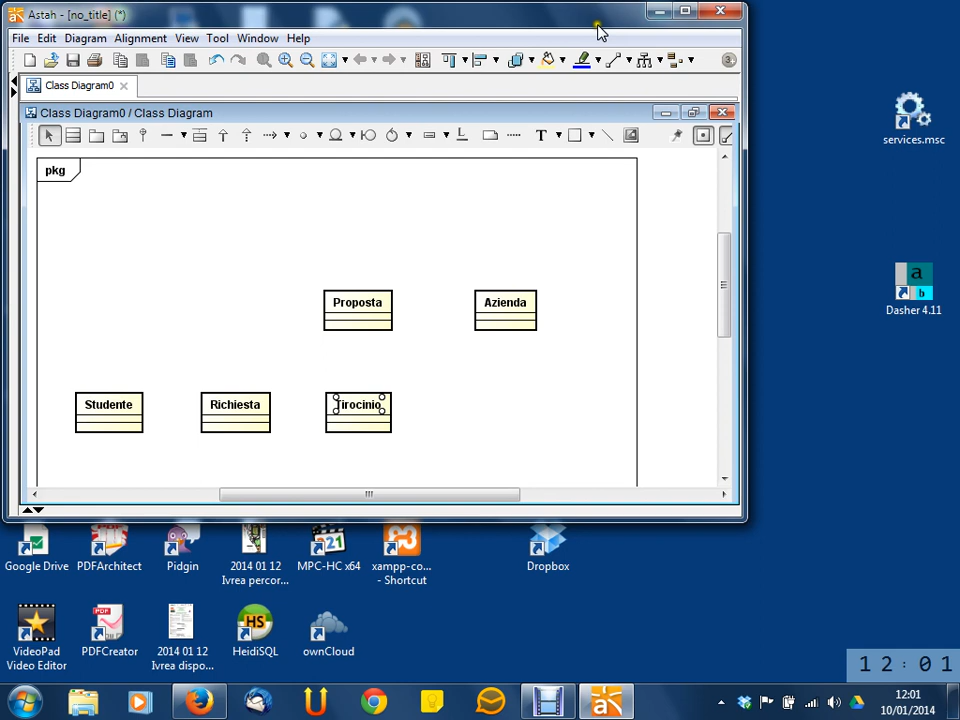 Astah - [no_title] (*)
File Edit Diagram Alignment View Tool Window Help
Class Diagram0
Class Diagram0 / Class Diagram
T
pkg
Proposta
Azienda
Studente
Richiesta
Tirocinio
services.msc
a
b
Dasher 4.11
Google Drive
PDFArchitect
Pidgin
2014 01 12
Ivrea percor...
321
MPC-HC x64
xampp-co...
- Shortcut
Dropbox
VideoPad
Video Editor
PDF
PDFCreator
2014 01 12
Ivrea dispo...
HS
HeidiSQL
ownCloud
12:01
12:01
10/01/2014